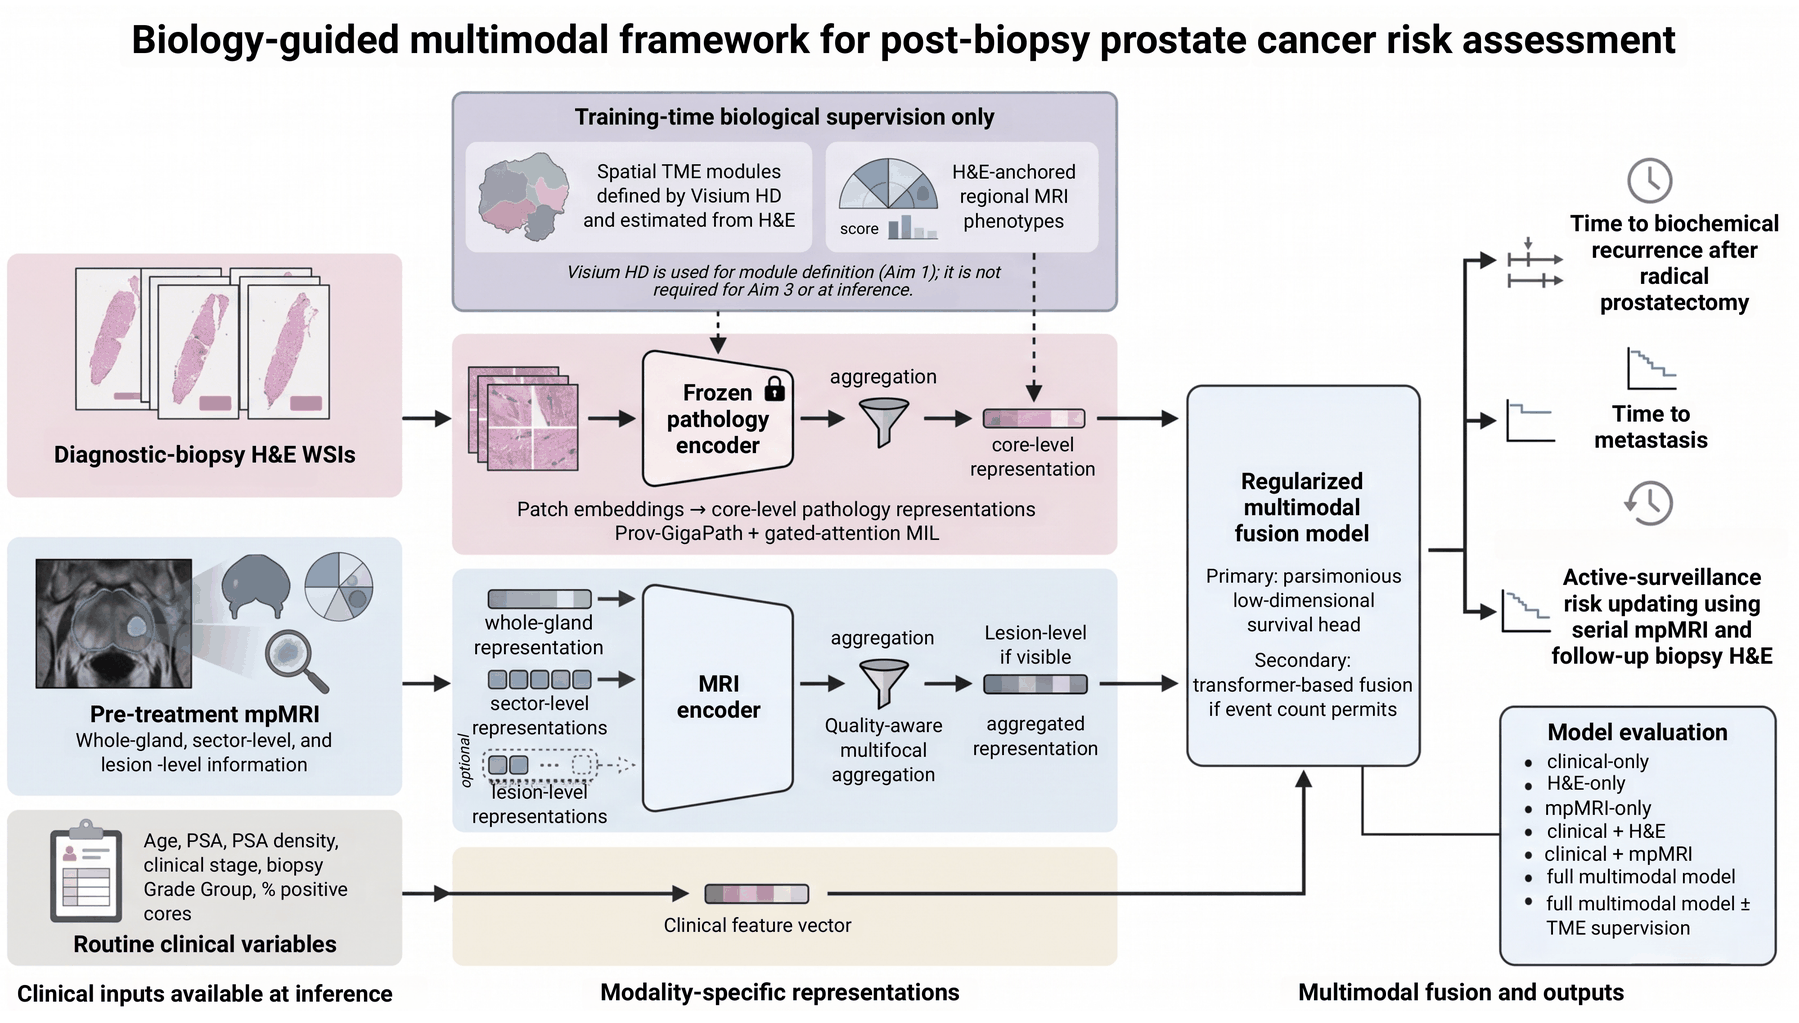 Biology-guided multimodal framework for post-biopsy prostate cancer risk assessment
Training-time biological supervision only
Spatial TME modules
defined by Visium HD
and estimated from H&E
score
H&E-anchored
regional MRI
phenotypes
Visium HD is used for module definition (Aim 1); it is not
required for Aim 3 or at inference.
Diagnostic-biopsy H&E WSIs
Frozen
pathology
encoder
aggregation
core-level
representation
Patch embeddings → core-level pathology representations
Prov-GigaPath + gated-attention MIL
Pre-treatment mpMRI
Whole-gland, sector-level, and
lesion -level information
whole-gland
representation
sector-level
representations
optional
...
lesion-level
representations
MRI
encoder
aggregation
Quality-aware
multifocal
aggregation
Lesion-level
if visible
aggregated
representation
Age, PSA, PSA density,
clinical stage, biopsy
Grade Group, % positive
cores
Routine clinical variables
Clinical feature vector
Regularized
multimodal
fusion model
Primary: parsimonious
low-dimensional
survival head
Secondary:
transformer-based fusion
if event count permits
Time to biochemical
recurrence after
radical
prostatectomy
Time to
metastasis
Active-surveillance
risk updating using
serial mpMRI and
follow-up biopsy H&E
Model evaluation
• clinical-only
• H&E-only
• mpMRI-only
• clinical + H&E
• clinical + mpMRI
• full multimodal model
• full multimodal model ±
TME supervision
Clinical inputs available at inference
Modality-specific representations
Multimodal fusion and outputs